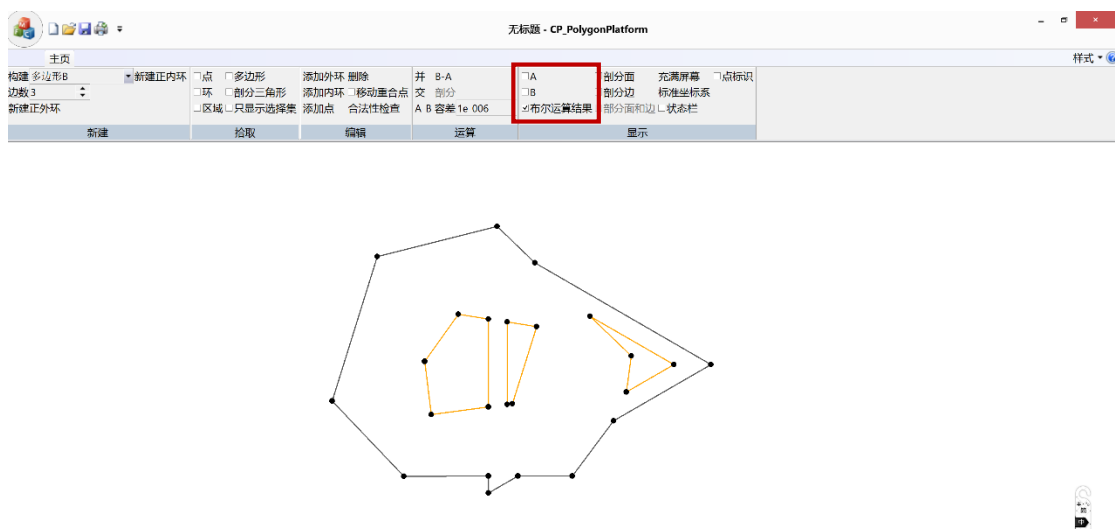 无标题 - CP_PolygonPlatform
主页
样式
构建 多边形B 新建正内环 点 多边形 添加外环 删除 并 B-A A 剖分面 充满屏幕 点标识
边数 3 环 剖分三角形 添加内环 移动重合点 交 剖分 B 剖分边 标准坐标系
新建正外环 区域 只显示选择集 添加点 合法性检查 A B 容差 1e 006 布尔运算结果 部分面和边 状态栏
新建 拾取 编辑 运算 显示
中